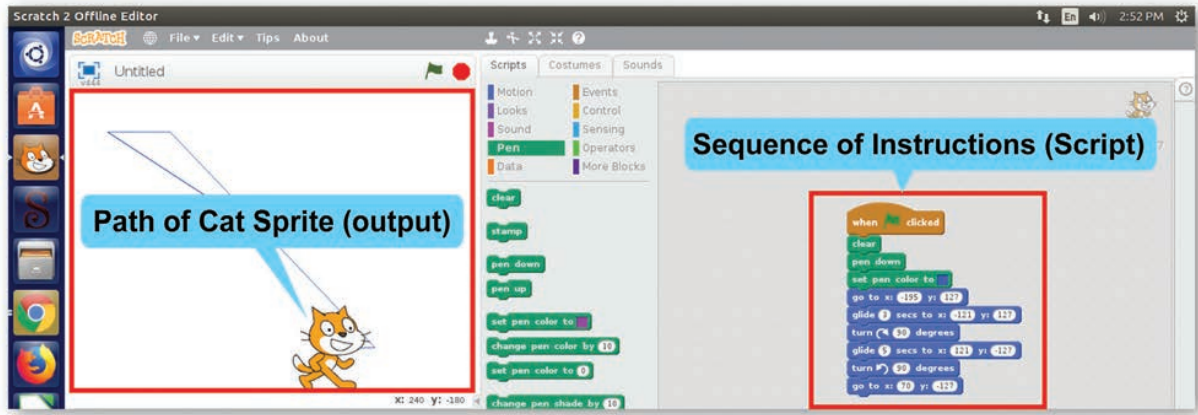 Scratch 2 Offline Editor
En 2:52 PM
SCRATCH File Edit Tips About
Untitled
Scripts Costumes Sounds
Motion Events
Looks Control
Sound Sensing
Pen Operators
Data More Blocks
clear
stamp
pen down
pen up
set pen color to
change pen color by 10
set pen color to 0
change pen shade by 10
Path of Cat Sprite (output)
X: 240 y: -180
Sequence of Instructions (Script)
when clicked
clear
pen down
set pen color to
go to x: -195 y: 127
glide 3 secs to x: -121 y: 127
turn 90 degrees
glide 5 secs to x: 121 y: -127
turn 90 degrees
go to x: 70 y: -127